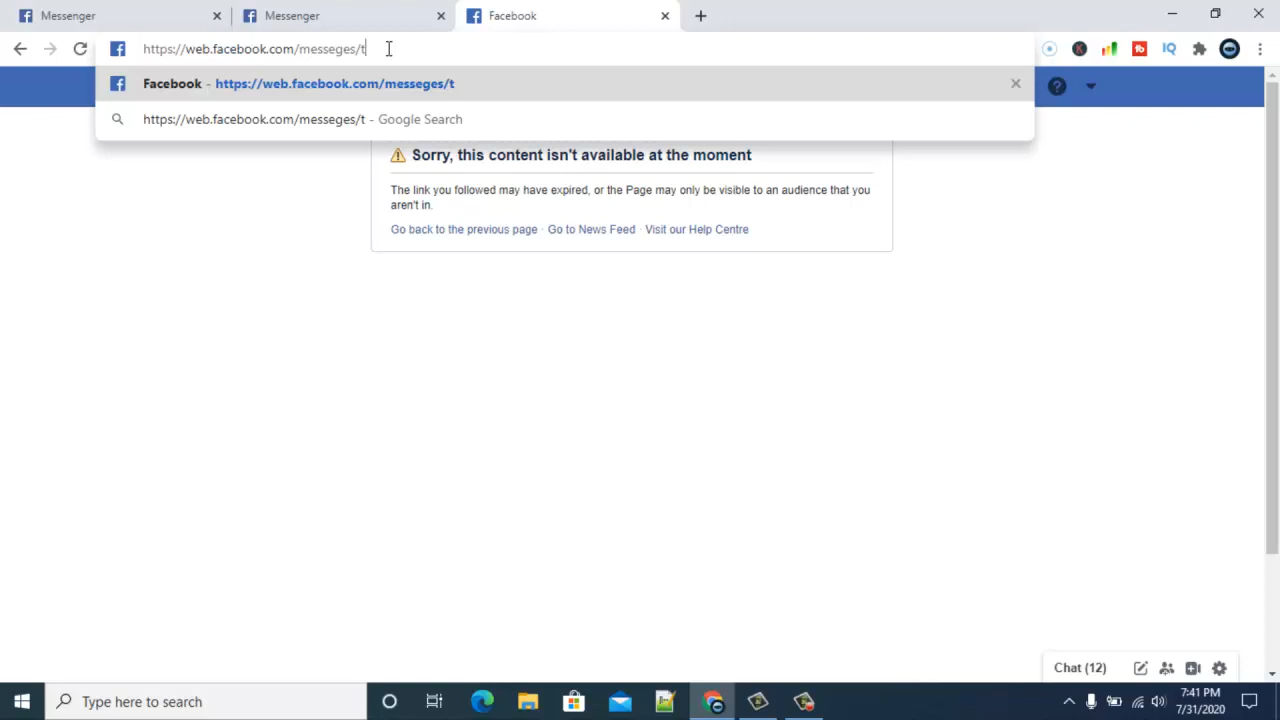 Messenger
Messenger
Facebook
https://web.facebook.com/messeges/t
Facebook - https://web.facebook.com/messeges/t
https://web.facebook.com/messeges/t - Google Search
Sorry, this content isn't available at the moment
The link you followed may have expired, or the Page may only be visible to an audience that you
aren't in.
Go back to the previous page · Go to News Feed · Visit our Help Centre
Chat (12)
Type here to search
7:41 PM
7/31/2020